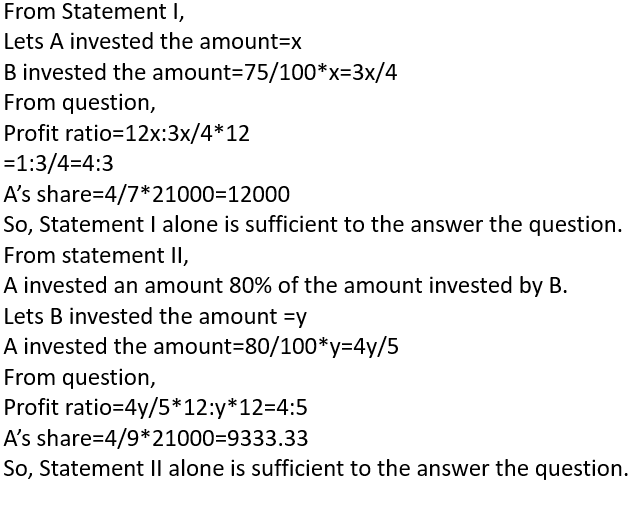 From Statement I,
Lets A invested the amount=x
B invested the amount=75/100*x=3x/4
From question,
Profit ratio=12x:3x/4*12
=1:3/4=4:3
A’s share=4/7*21000=12000
So, Statement I alone is sufficient to the answer the question.
From statement II,
A invested an amount 80% of the amount invested by B.
Lets B invested the amount =y
A invested the amount=80/100*y=4y/5
From question,
Profit ratio=4y/5*12:y*12=4:5
A’s share=4/9*21000=9333.33
So, Statement II alone is sufficient to the answer the question.